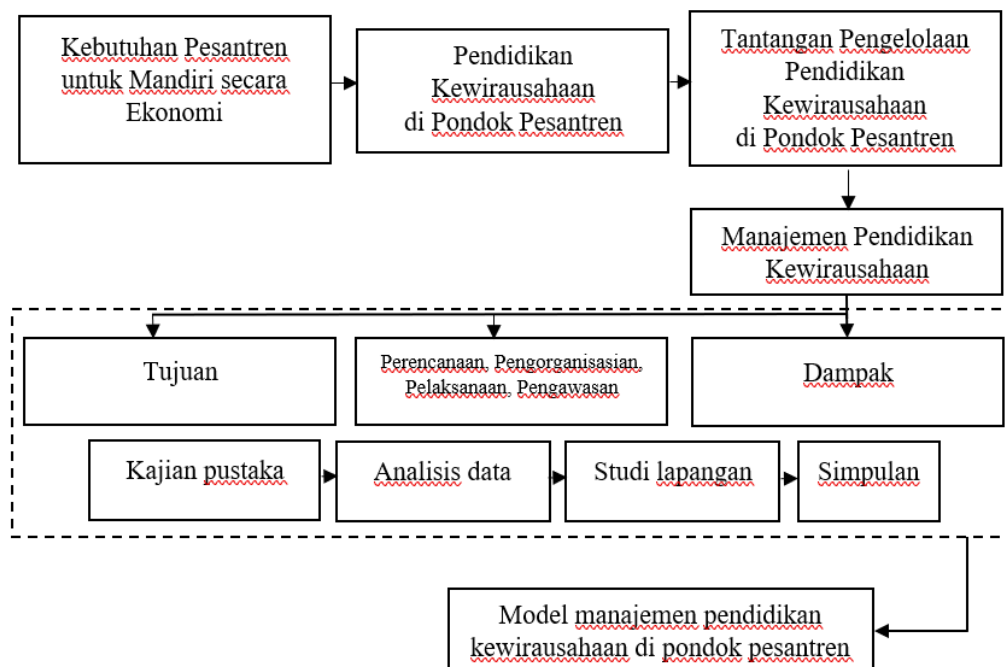 Kebutuhan Pesantren
untuk Mandiri secara
Ekonomi
Pendidikan
Kewirausahaan
di Pondok Pesantren
Tantangan Pengelolaan
Pendidikan
Kewirausahaan
di Pondok Pesantren
Manajemen Pendidikan
Kewirausahaan
Tujuan
Perencanaan, Pengorganisasian,
Pelaksanaan, Pengawasan
Dampak
Kajian pustaka
Analisis data
Studi lapangan
Simpulan
Model manajemen pendidikan
kewirausahaan di pondok pesantren